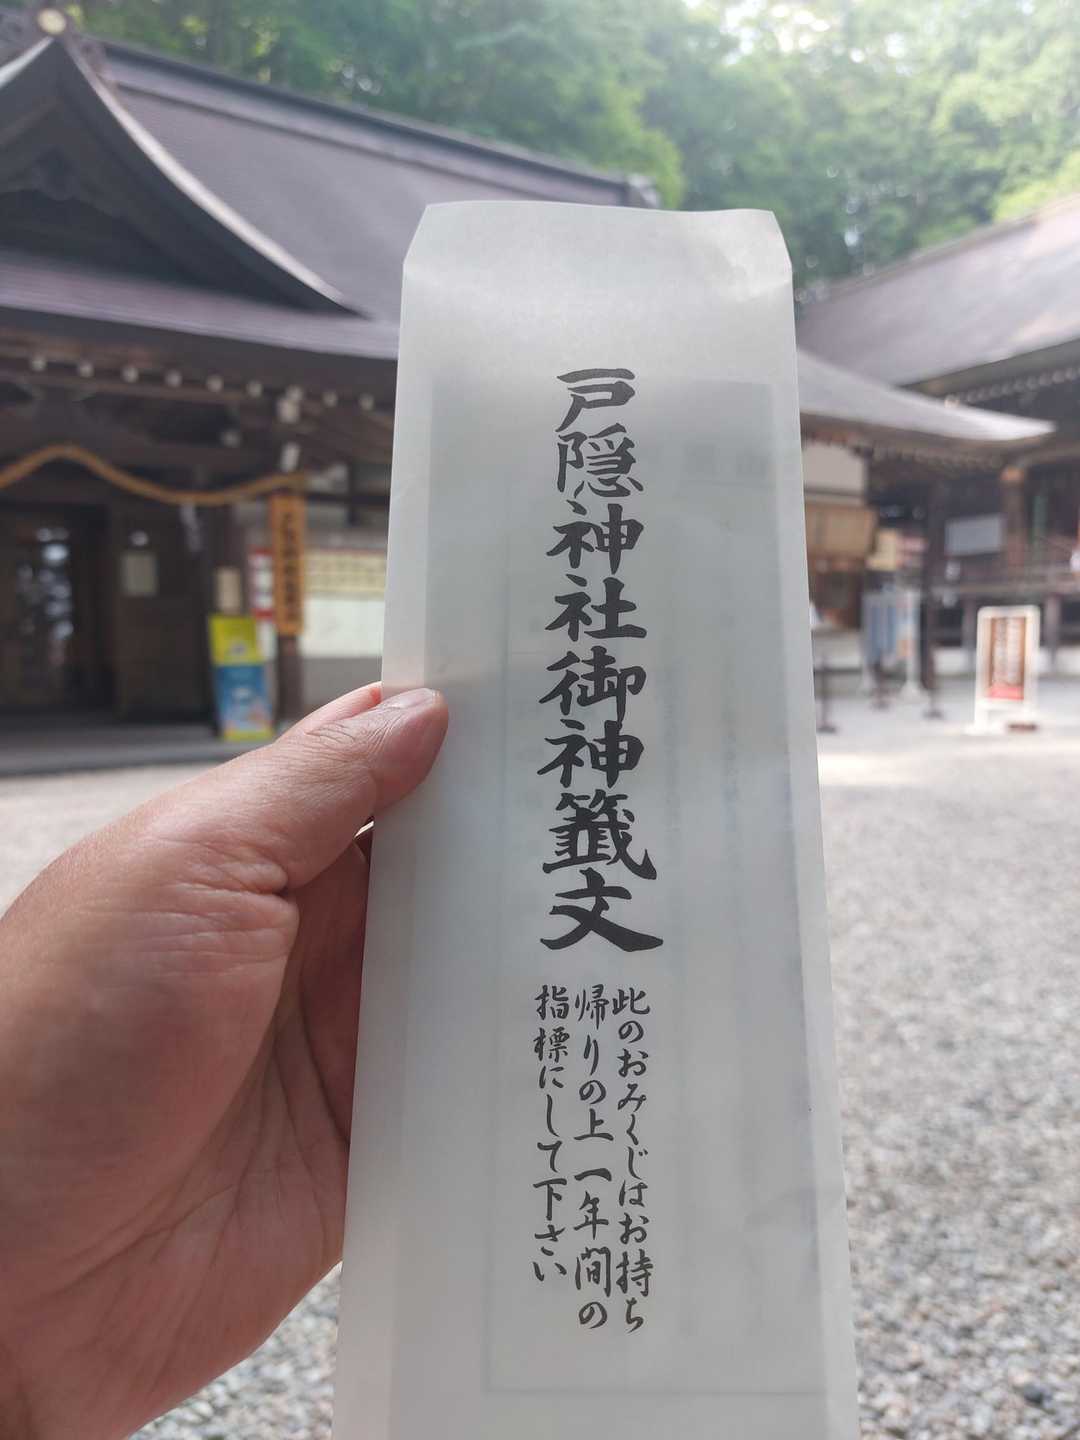 戸隠神社御神籤文
此のおみくじはお持ち
帰りの上一年間の
指標にして下さい